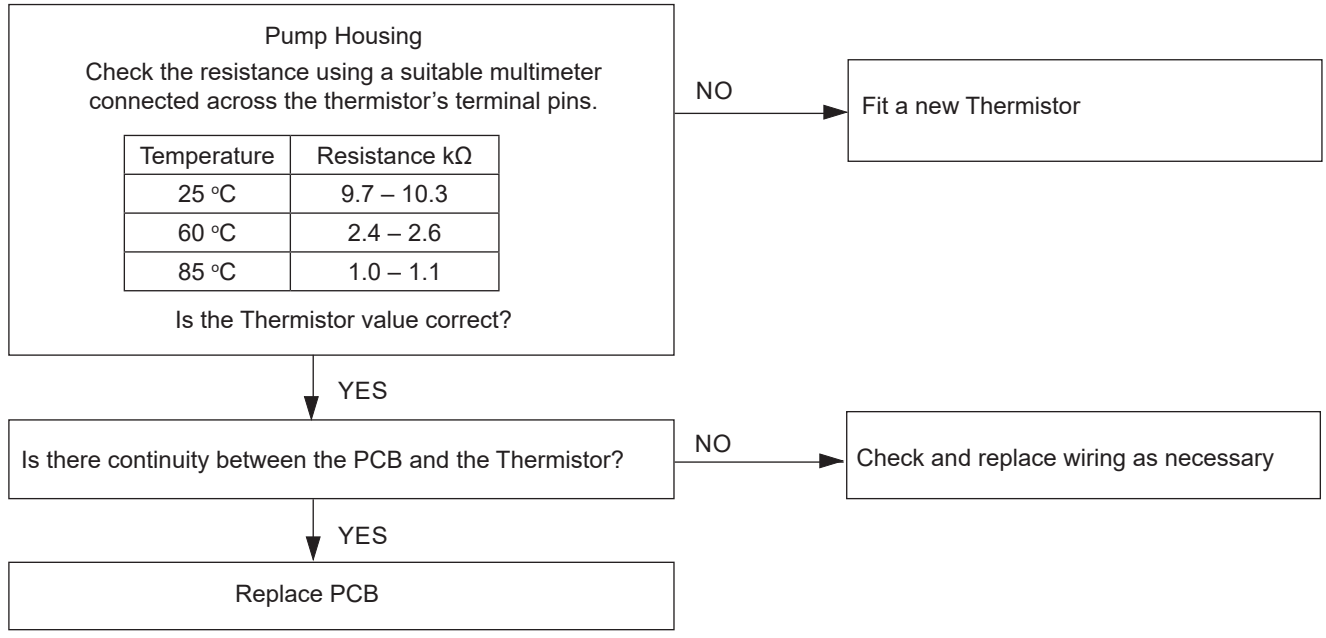 Pump Housing
Check the resistance using a suitable multimeter
connected across the thermistor’s terminal pins.
NO
Fit a new Thermistor
Temperature Resistance kΩ
25 ºC 9.7 – 10.3
60 ºC 2.4 – 2.6
85 ºC 1.0 – 1.1
Is the Thermistor value correct?
YES
Is there continuity between the PCB and the Thermistor?
NO
Check and replace wiring as necessary
YES
Replace PCB